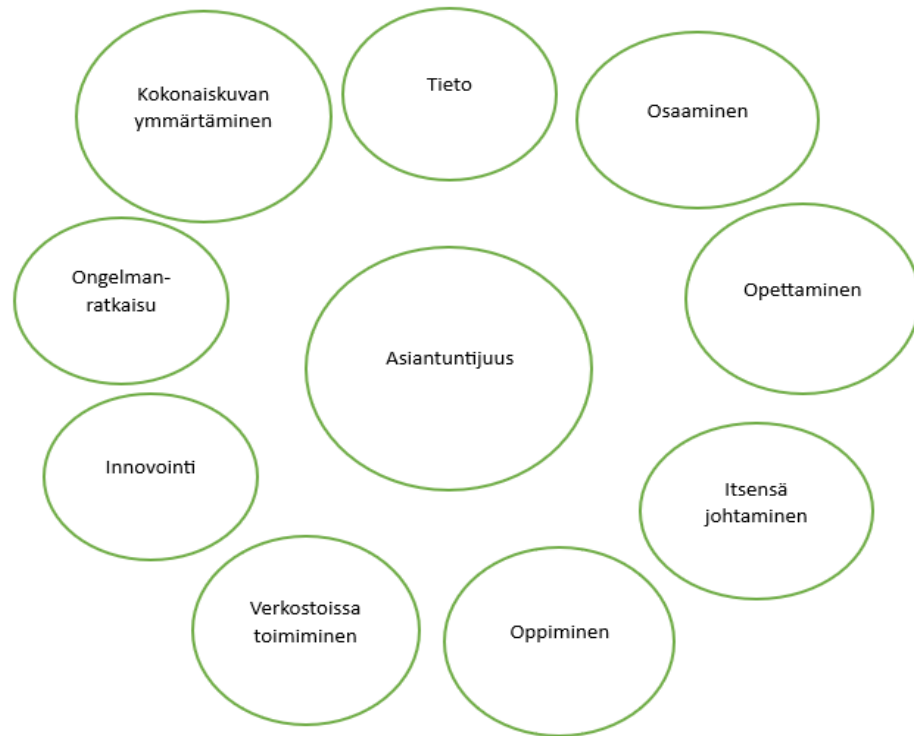 Kokonaiskuvan
ymmärtäminen
Tieto
Osaaminen
Ongelman-
ratkaisu
Opettaminen
Asiantuntijuus
Innovointi
Itsensä
johtaminen
Verkostoissa
toimiminen
Oppiminen